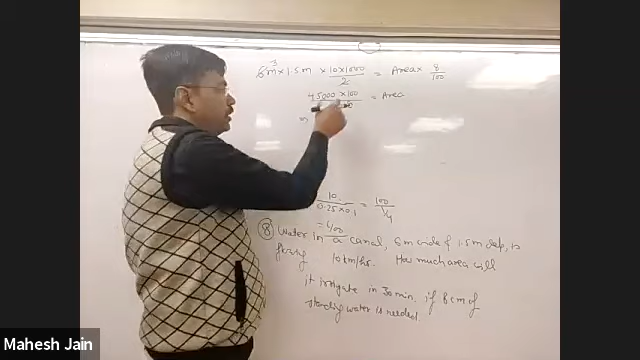 6m × 1.5m × 10×1000/2 = Area × 8/100
3
45000 ×100 = Area
10/0.25×0.1 = 100/1/4
= 400
⑧ Water in a canal, 6m wide & 1.5m deep, is
flowing 10km/hr. How much area will
it irrigate in 30min. if 8cm of
standing water is needed.
Mahesh Jain